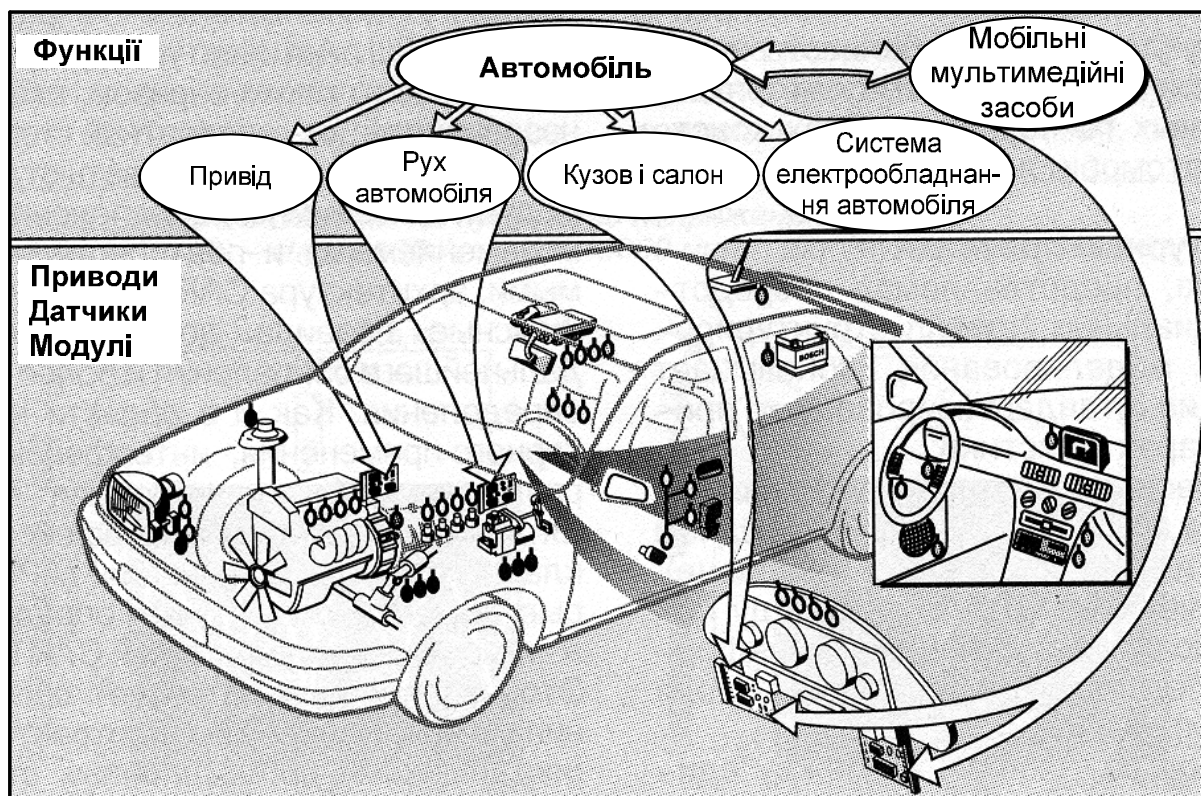 Функції
Автомобіль
Мобільні
мультимедійні
засоби
Привід
Рух
автомобіля
Кузов і салон
Система
електрообладнан-
ня автомобіля
Приводи
Датчики
Модулі
BOSCH